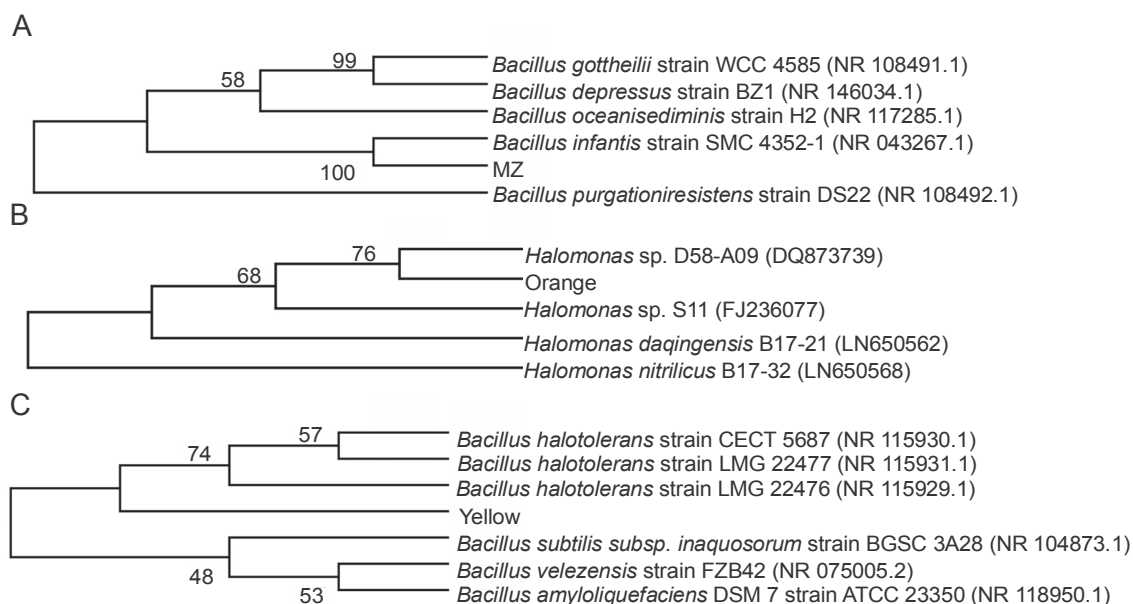 A
99
58
Bacillus gottheilii strain WCC 4585 (NR 108491.1)
Bacillus depressus strain BZ1 (NR 146034.1)
Bacillus oceanisediminis strain H2 (NR 117285.1)
Bacillus infantis strain SMC 4352-1 (NR 043267.1)
100
MZ
Bacillus purgationiresistens strain DS22 (NR 108492.1)
B
76
68
Halomonas sp. D58-A09 (DQ873739)
Orange
Halomonas sp. S11 (FJ236077)
Halomonas daqingensis B17-21 (LN650562)
Halomonas nitrilicus B17-32 (LN650568)
C
57
74
Bacillus halotolerans strain CECT 5687 (NR 115930.1)
Bacillus halotolerans strain LMG 22477 (NR 115931.1)
Bacillus halotolerans strain LMG 22476 (NR 115929.1)
Yellow
Bacillus subtilis subsp. inaquosorum strain BGSC 3A28 (NR 104873.1)
48
Bacillus velezensis strain FZB42 (NR 075005.2)
53
Bacillus amyloliquefaciens DSM 7 strain ATCC 23350 (NR 118950.1)